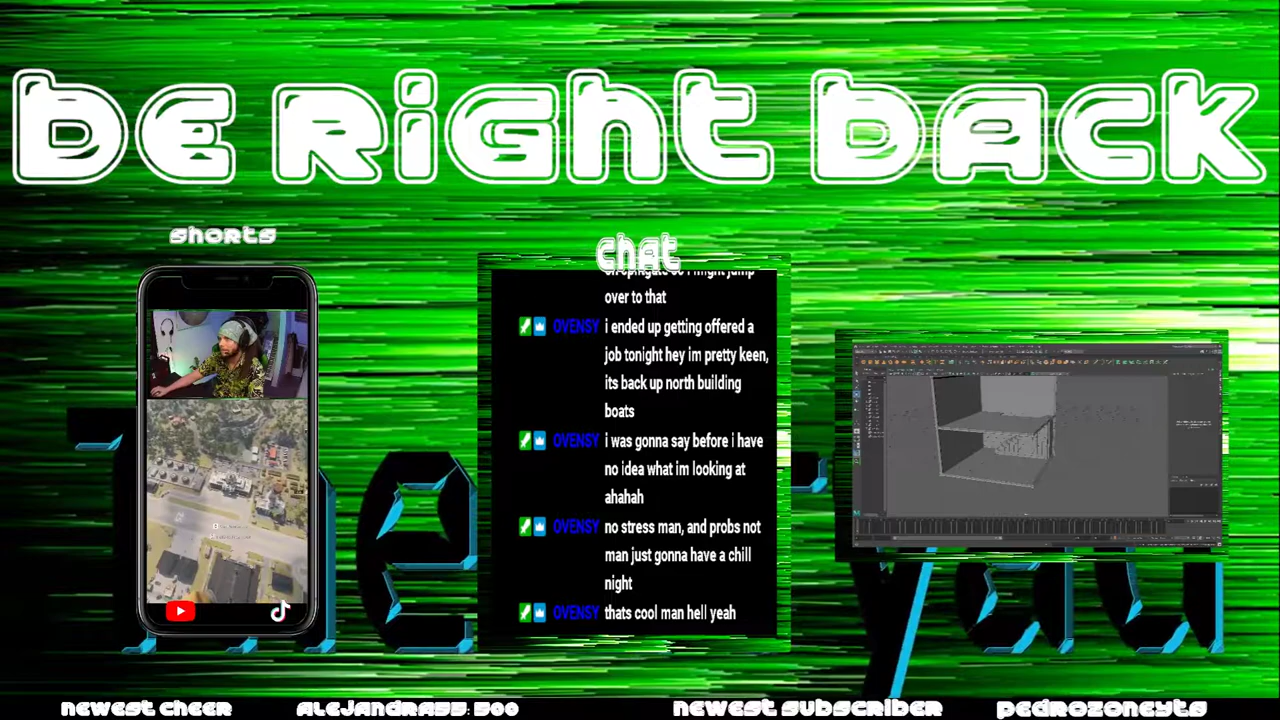 Be Right Back
shorts
chat
over to that
OVENSY i ended up getting offered a
job tonight hey im pretty keen,
its back up north building
boats
OVENSY i was gonna say before i have
no idea what im looking at
ahahah
OVENSY no stress man, and probs not
man just gonna have a chill
night
OVENSY thats cool man hell yeah
The
newest cheer
newest subscriber
pedrozoneyts